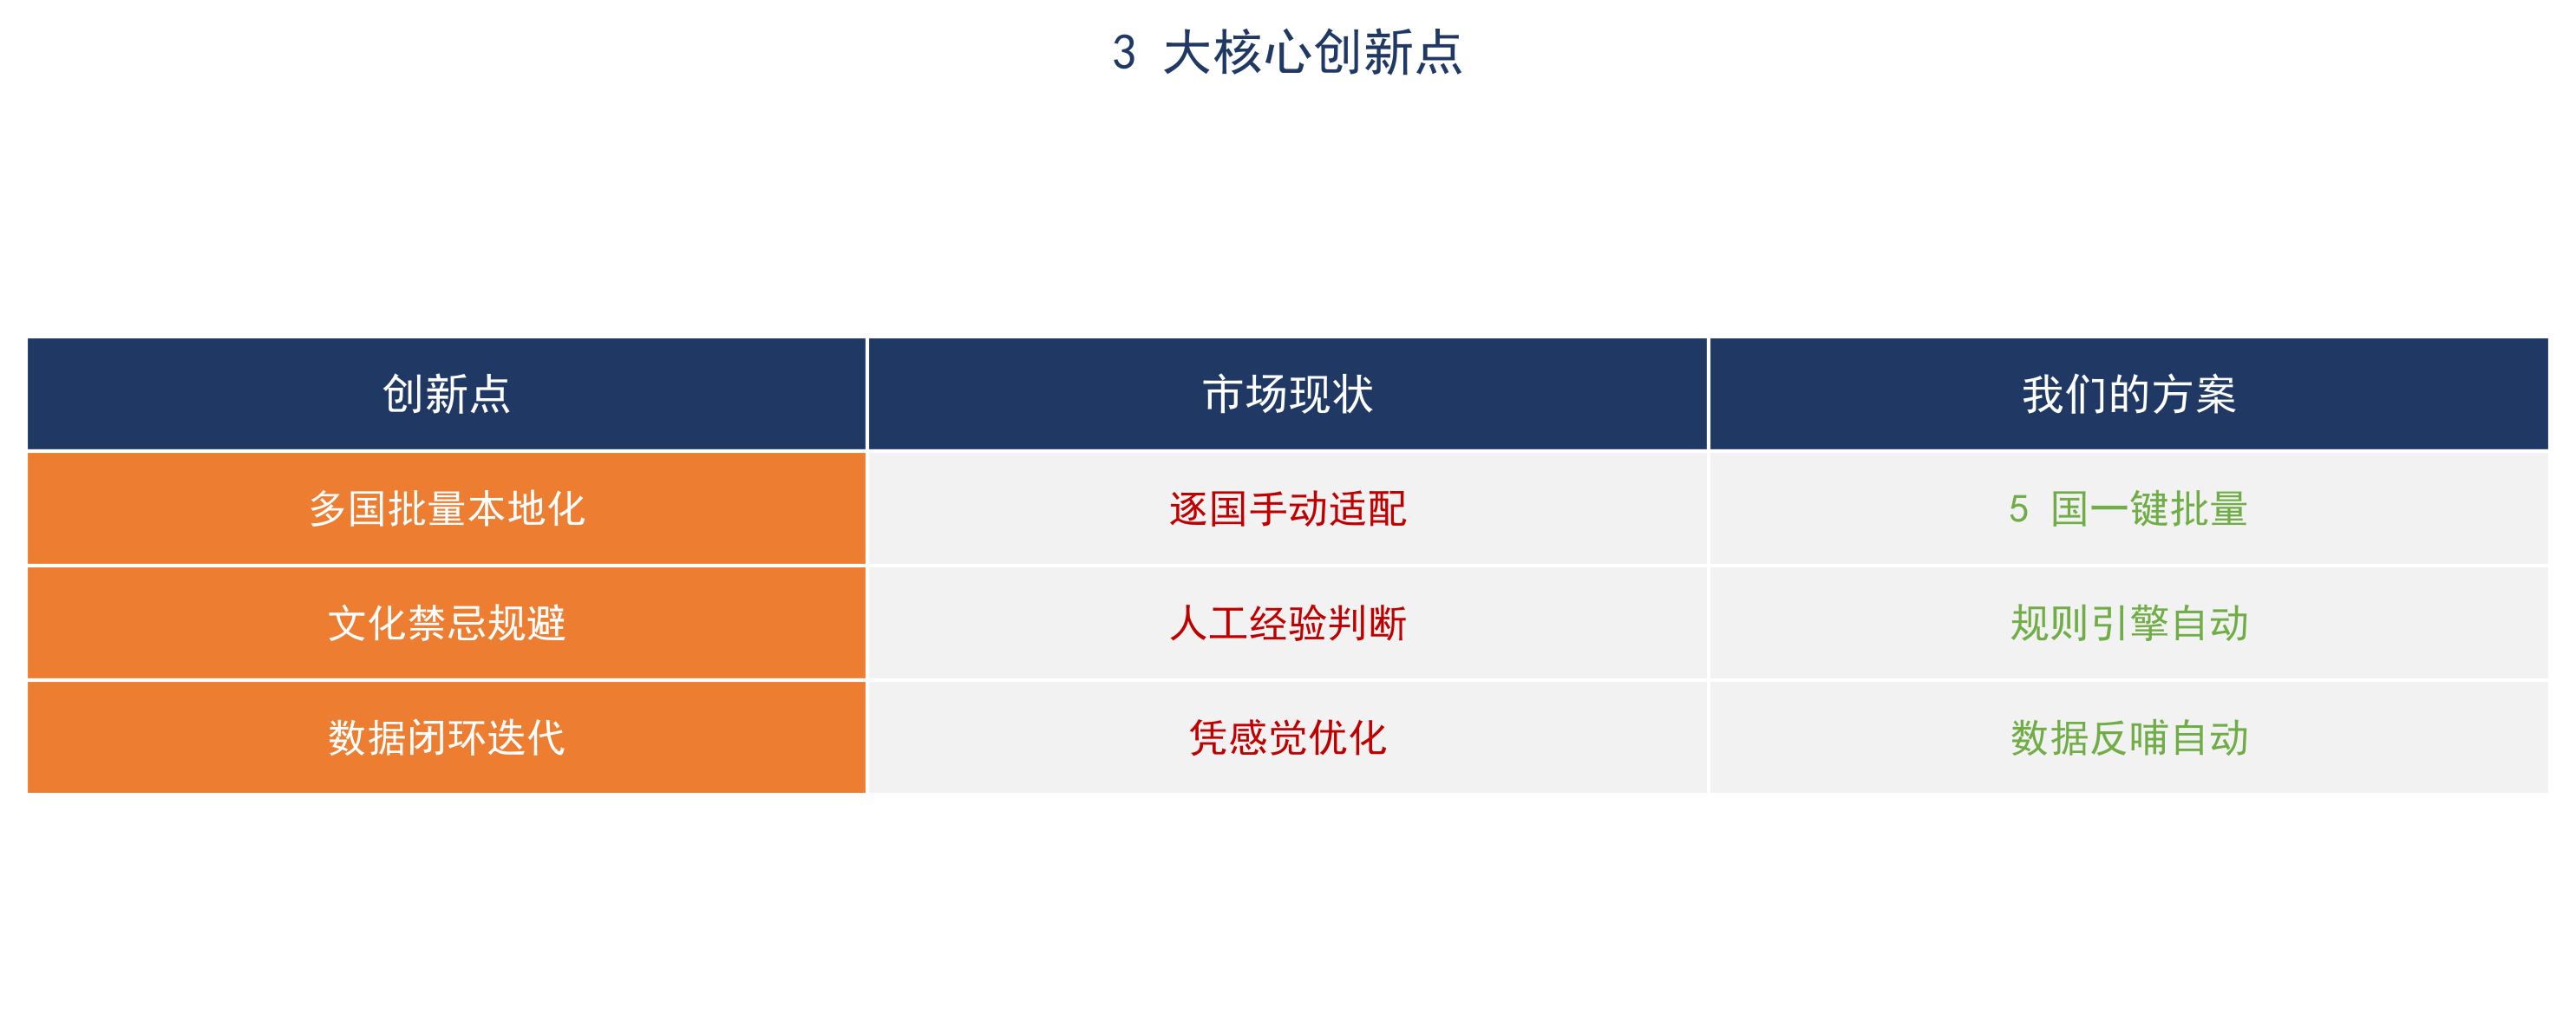 3 大核心创新点
创新点 市场现状 我们的方案
多国批量本地化 逐国手动适配 5 国一键批量
文化禁忌规避 人工经验判断 规则引擎自动
数据闭环迭代 凭感觉优化 数据反哺自动